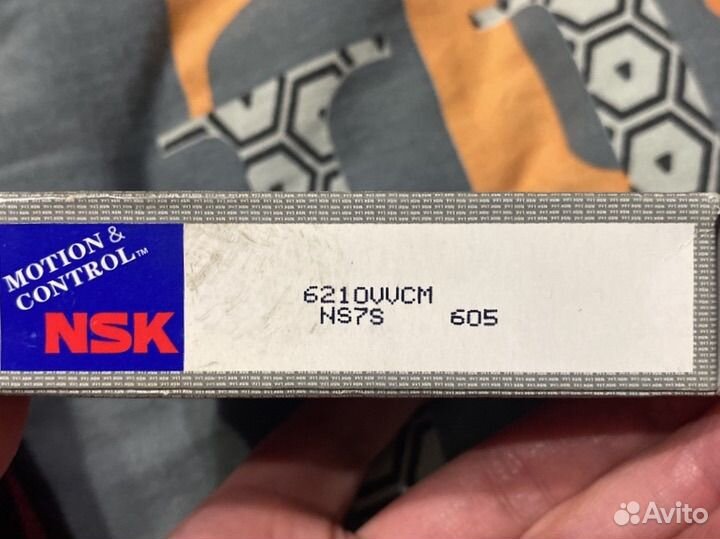 MOTION &
CONTROL™
NSK
6210VVCM
NS7S 605
Avito